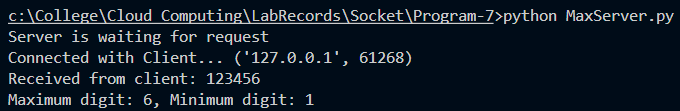 c:\College\Cloud Computing\LabRecords\Socket\Program-7>python MaxServer.py
Server is waiting for request
Connected with Client... ('127.0.0.1', 61268)
Received from client: 123456
Maximum digit: 6, Minimum digit: 1